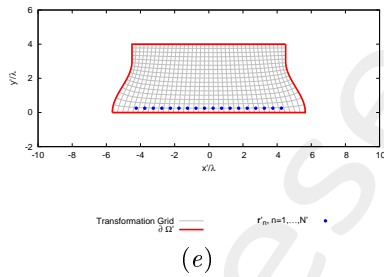 6
4
2
0
-2
y'/λ
-10 -8 -6 -4 -2 0 2 4 6 8 10
x'/λ
Transformation Grid
∂ Ω'
r'n, n=1,...,N'
(e)